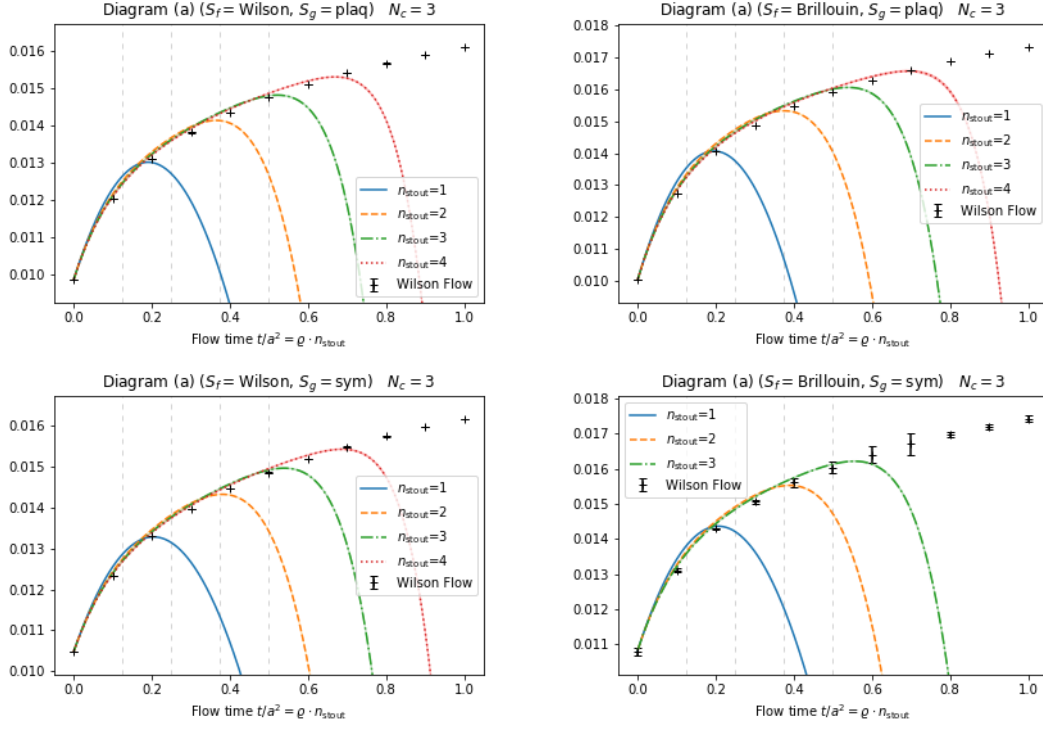 Diagram (a) (S_f = Wilson, S_g = plaq)   N_c = 3
0.016
0.015
0.014
0.013
0.012
0.011
0.010
n_stout=1
n_stout=2
n_stout=3
n_stout=4
Wilson Flow
0.0 0.2 0.4 0.6 0.8 1.0
Flow time t/a² = ϱ · n_stout
Diagram (a) (S_f = Brillouin, S_g = plaq)   N_c = 3
0.018
0.017
0.016
0.015
0.014
0.013
0.012
0.011
0.010
n_stout=1
n_stout=2
n_stout=3
n_stout=4
Wilson Flow
0.0 0.2 0.4 0.6 0.8 1.0
Flow time t/a² = ϱ · n_stout
Diagram (a) (S_f = Wilson, S_g = sym)   N_c = 3
0.016
0.015
0.014
0.013
0.012
0.011
0.010
n_stout=1
n_stout=2
n_stout=3
n_stout=4
Wilson Flow
0.0 0.2 0.4 0.6 0.8 1.0
Flow time t/a² = ϱ · n_stout
Diagram (a) (S_f = Brillouin, S_g = sym)   N_c = 3
0.018
0.017
0.016
0.015
0.014
0.013
0.012
0.011
n_stout=1
n_stout=2
n_stout=3
Wilson Flow
0.0 0.2 0.4 0.6 0.8 1.0
Flow time t/a² = ϱ · n_stout